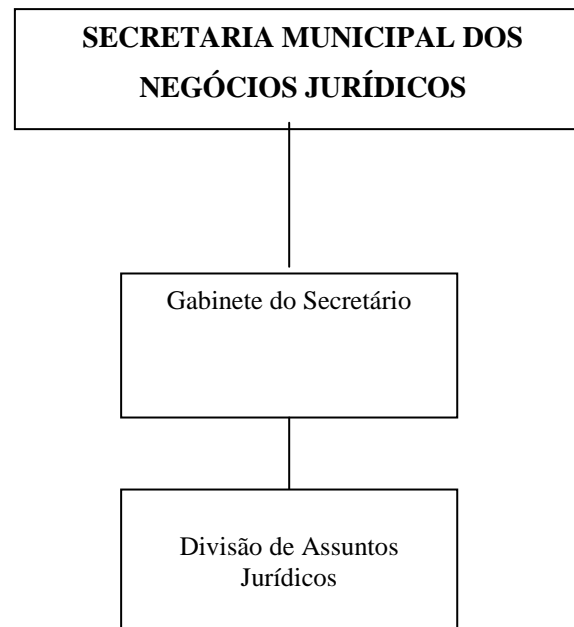 SECRETARIA MUNICIPAL DOS
NEGÓCIOS JURÍDICOS
Gabinete do Secretário
Divisão de Assuntos
Jurídicos